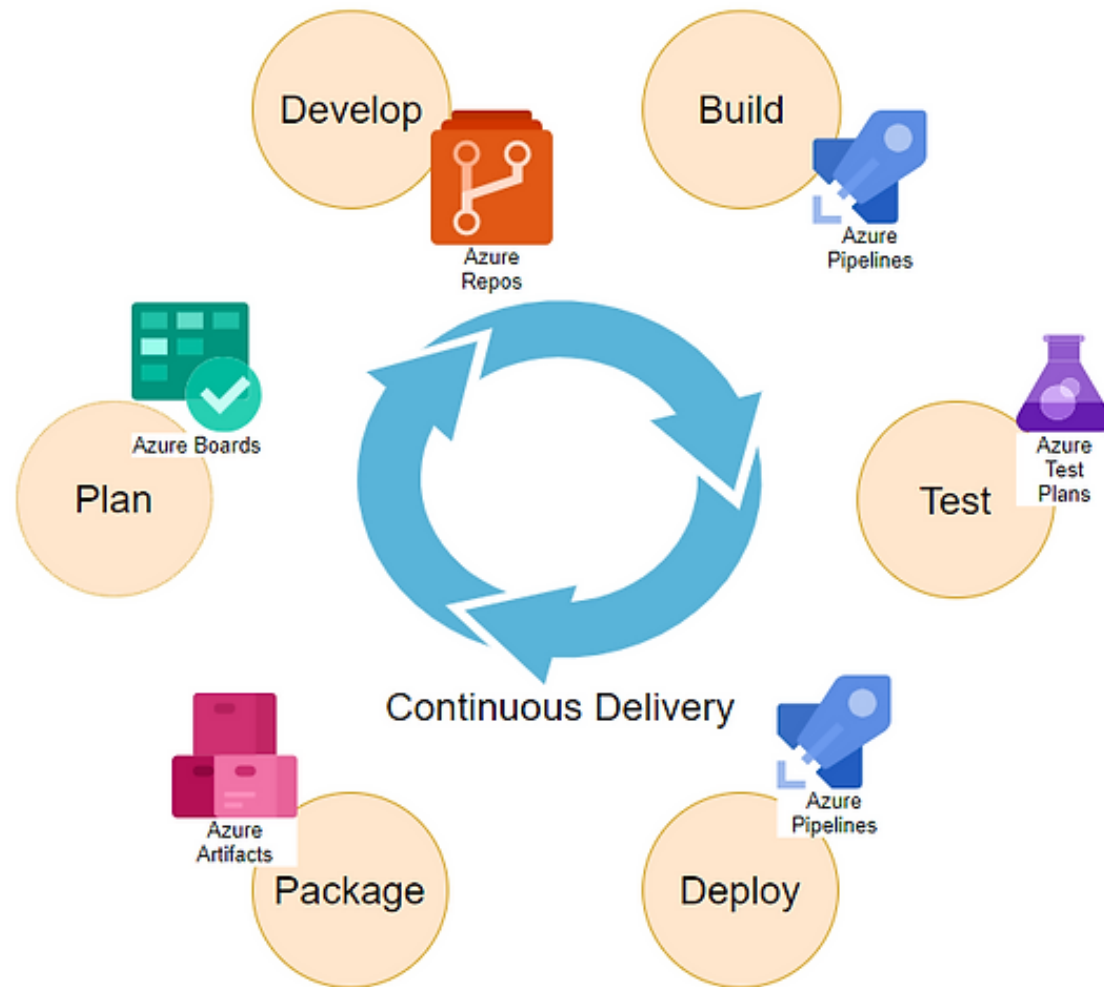 Develop
Build
Azure
Repos
Azure
Pipelines
Azure Boards
Plan
Azure
Test
Plans
Test
Continuous Delivery
Azure
Pipelines
Azure
Artifacts
Package
Deploy